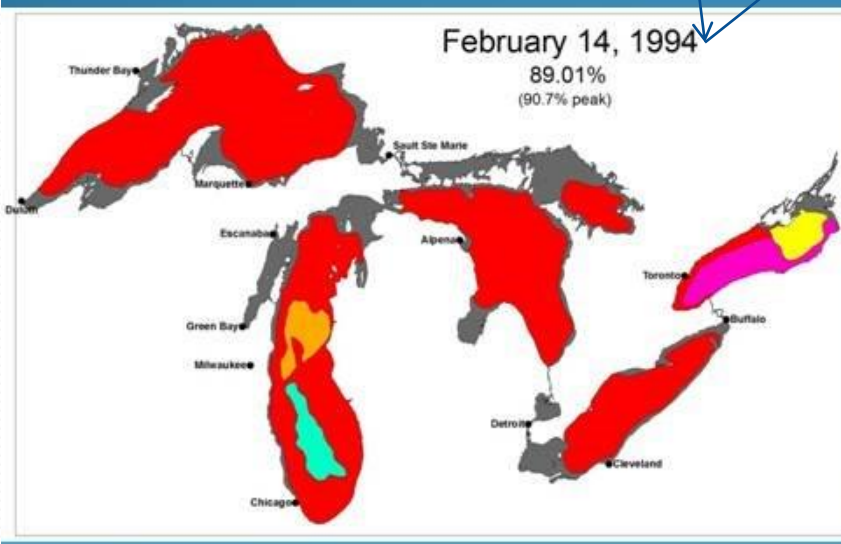 February 14, 1994
89.01%
(90.7% peak)
Thunder Bay
Sault Ste Marie
Marquette
Duluth
Escanaba
Alpena
Toronto
Green Bay
Buffalo
Milwaukee
Detroit
Cleveland
Chicago